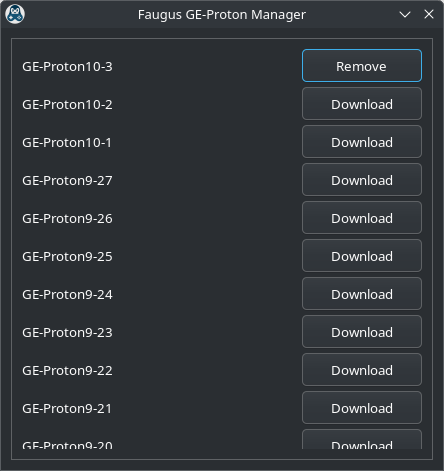 Faugus GE-Proton Manager
GE-Proton10-3 Remove
GE-Proton10-2 Download
GE-Proton10-1 Download
GE-Proton9-27 Download
GE-Proton9-26 Download
GE-Proton9-25 Download
GE-Proton9-24 Download
GE-Proton9-23 Download
GE-Proton9-22 Download
GE-Proton9-21 Download
GE-Proton9-20 Download